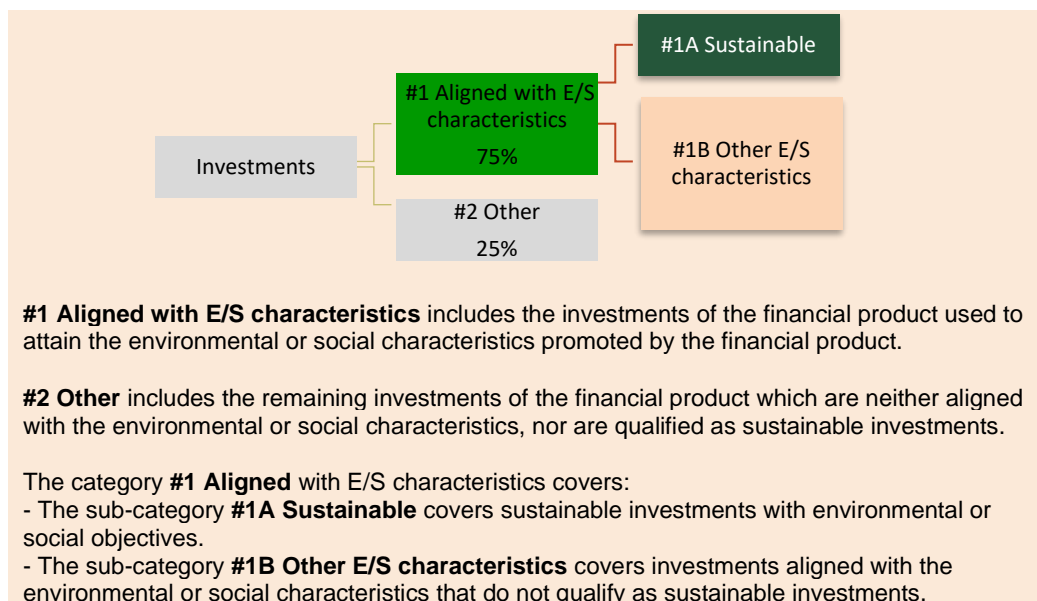 #1A Sustainable
#1 Aligned with E/S
characteristics
75%
Investments
#1B Other E/S
characteristics
#2 Other
25%
#1 Aligned with E/S characteristics includes the investments of the financial product used to
attain the environmental or social characteristics promoted by the financial product.
#2 Other includes the remaining investments of the financial product which are neither aligned
with the environmental or social characteristics, nor are qualified as sustainable investments.
The category #1 Aligned with E/S characteristics covers:
- The sub-category #1A Sustainable covers sustainable investments with environmental or
social objectives.
- The sub-category #1B Other E/S characteristics covers investments aligned with the
environmental or social characteristics that do not qualify as sustainable investments.